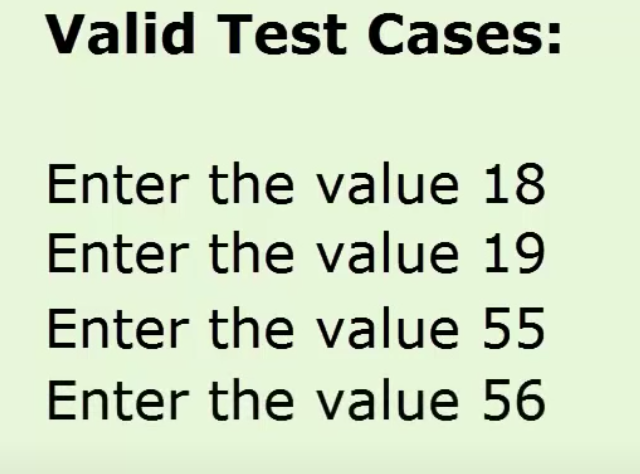 Valid Test Cases:
Enter the value 18
Enter the value 19
Enter the value 55
Enter the value 56